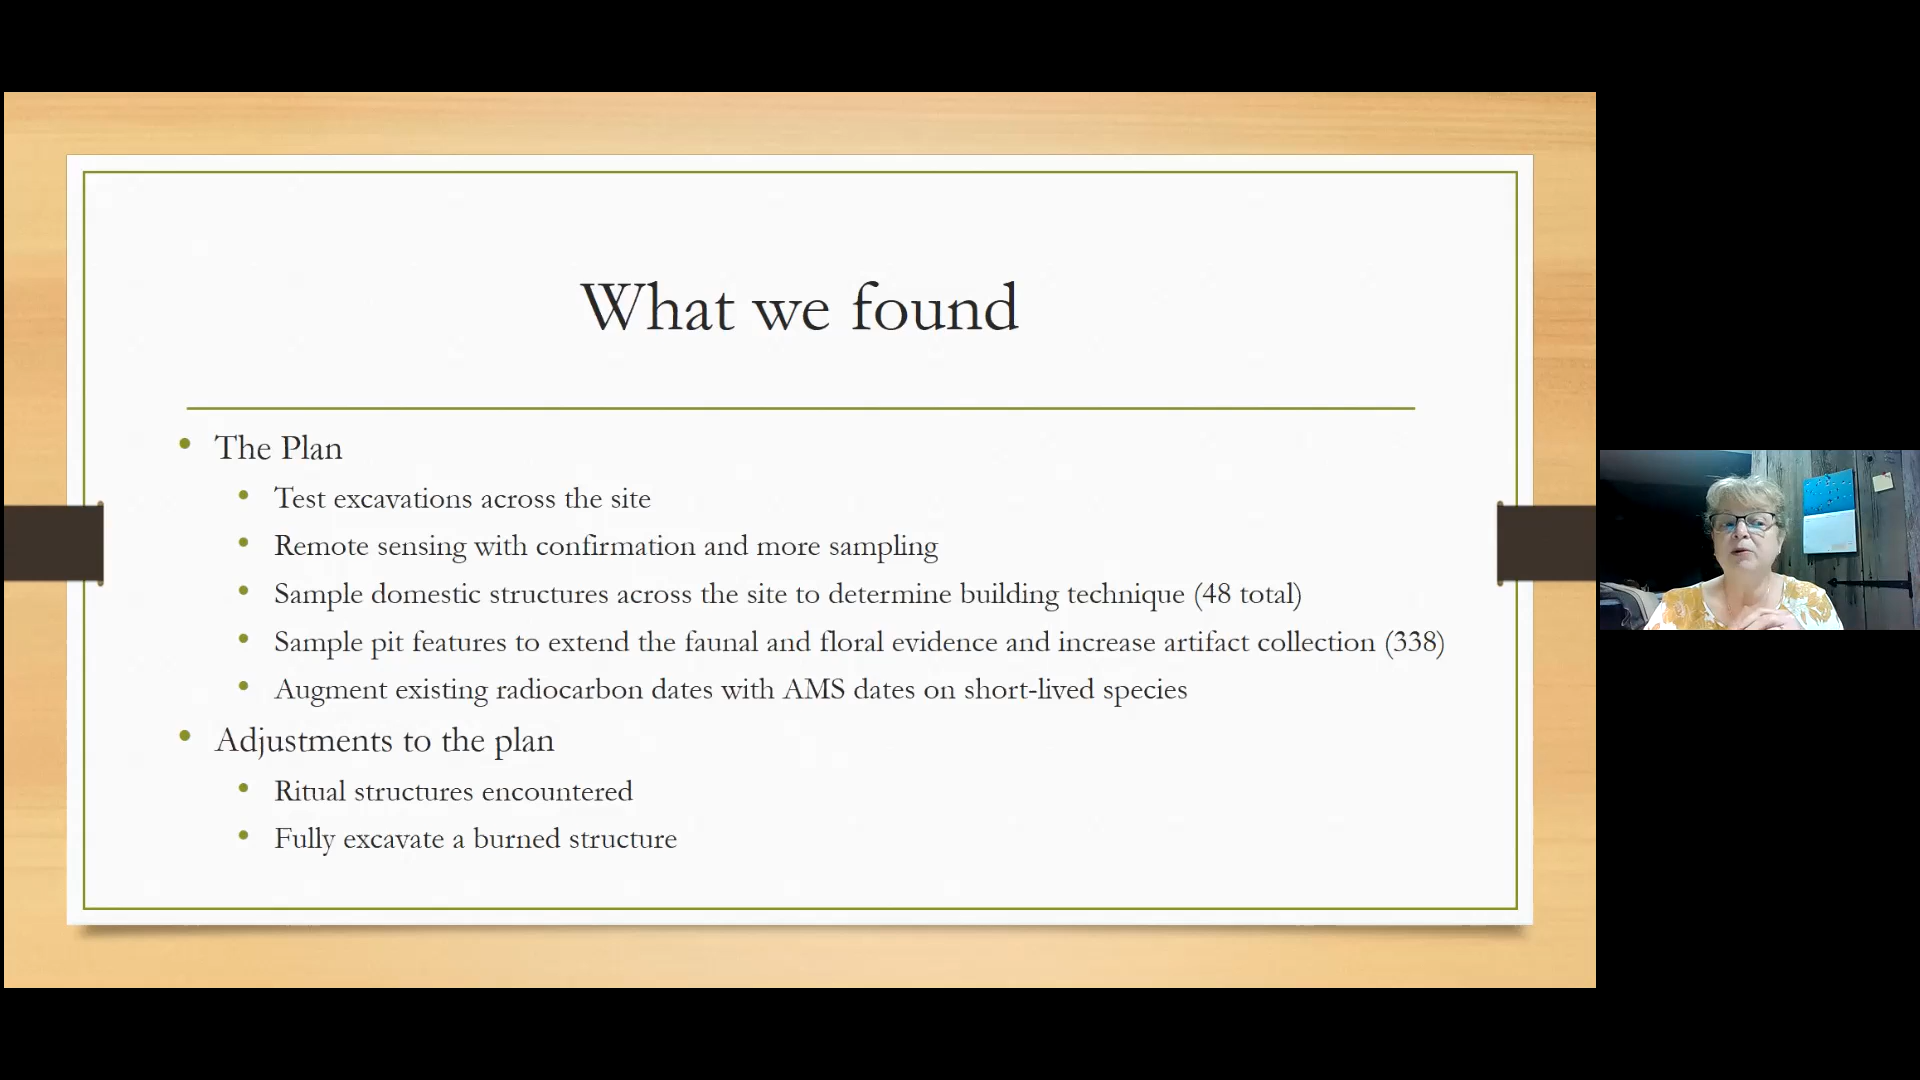 What we found
The Plan
Test excavations across the site
Remote sensing with confirmation and more sampling
Sample domestic structures across the site to determine building technique (48 total)
Sample pit features to extend the faunal and floral evidence and increase artifact collection (338)
Augment existing radiocarbon dates with AMS dates on short-lived species
Adjustments to the plan
Ritual structures encountered
Fully excavate a burned structure